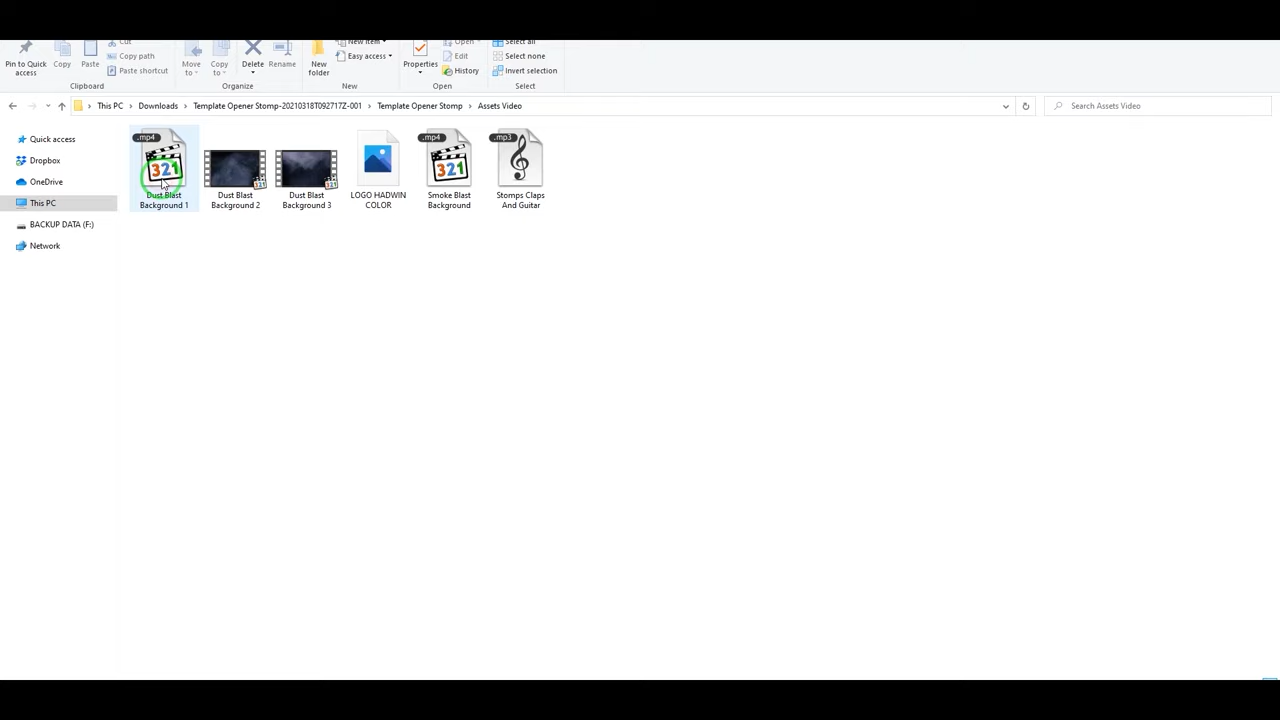 Cut
Copy path
Paste shortcut
Pin to Quick
access
Copy
Paste
Clipboard
Move
to
Copy
to
Delete
Rename
Organize
New
folder
New item
Easy access
New
Properties
Open
Edit
History
Open
Select all
Select none
Invert selection
Select
This PC > Downloads > Template Opener Stomp-20210318T092717Z-001 > Template Opener Stomp > Assets Video
Search Assets Video
Quick access
Dropbox
OneDrive
This PC
BACKUP DATA (F:)
Network
.mp4
321
Dust Blast
Background 1
321
Dust Blast
Background 2
321
Dust Blast
Background 3
LOGO HADWIN
COLOR
.mp4
321
Smoke Blast
Background
.mp3
Stomps Claps
And Guitar